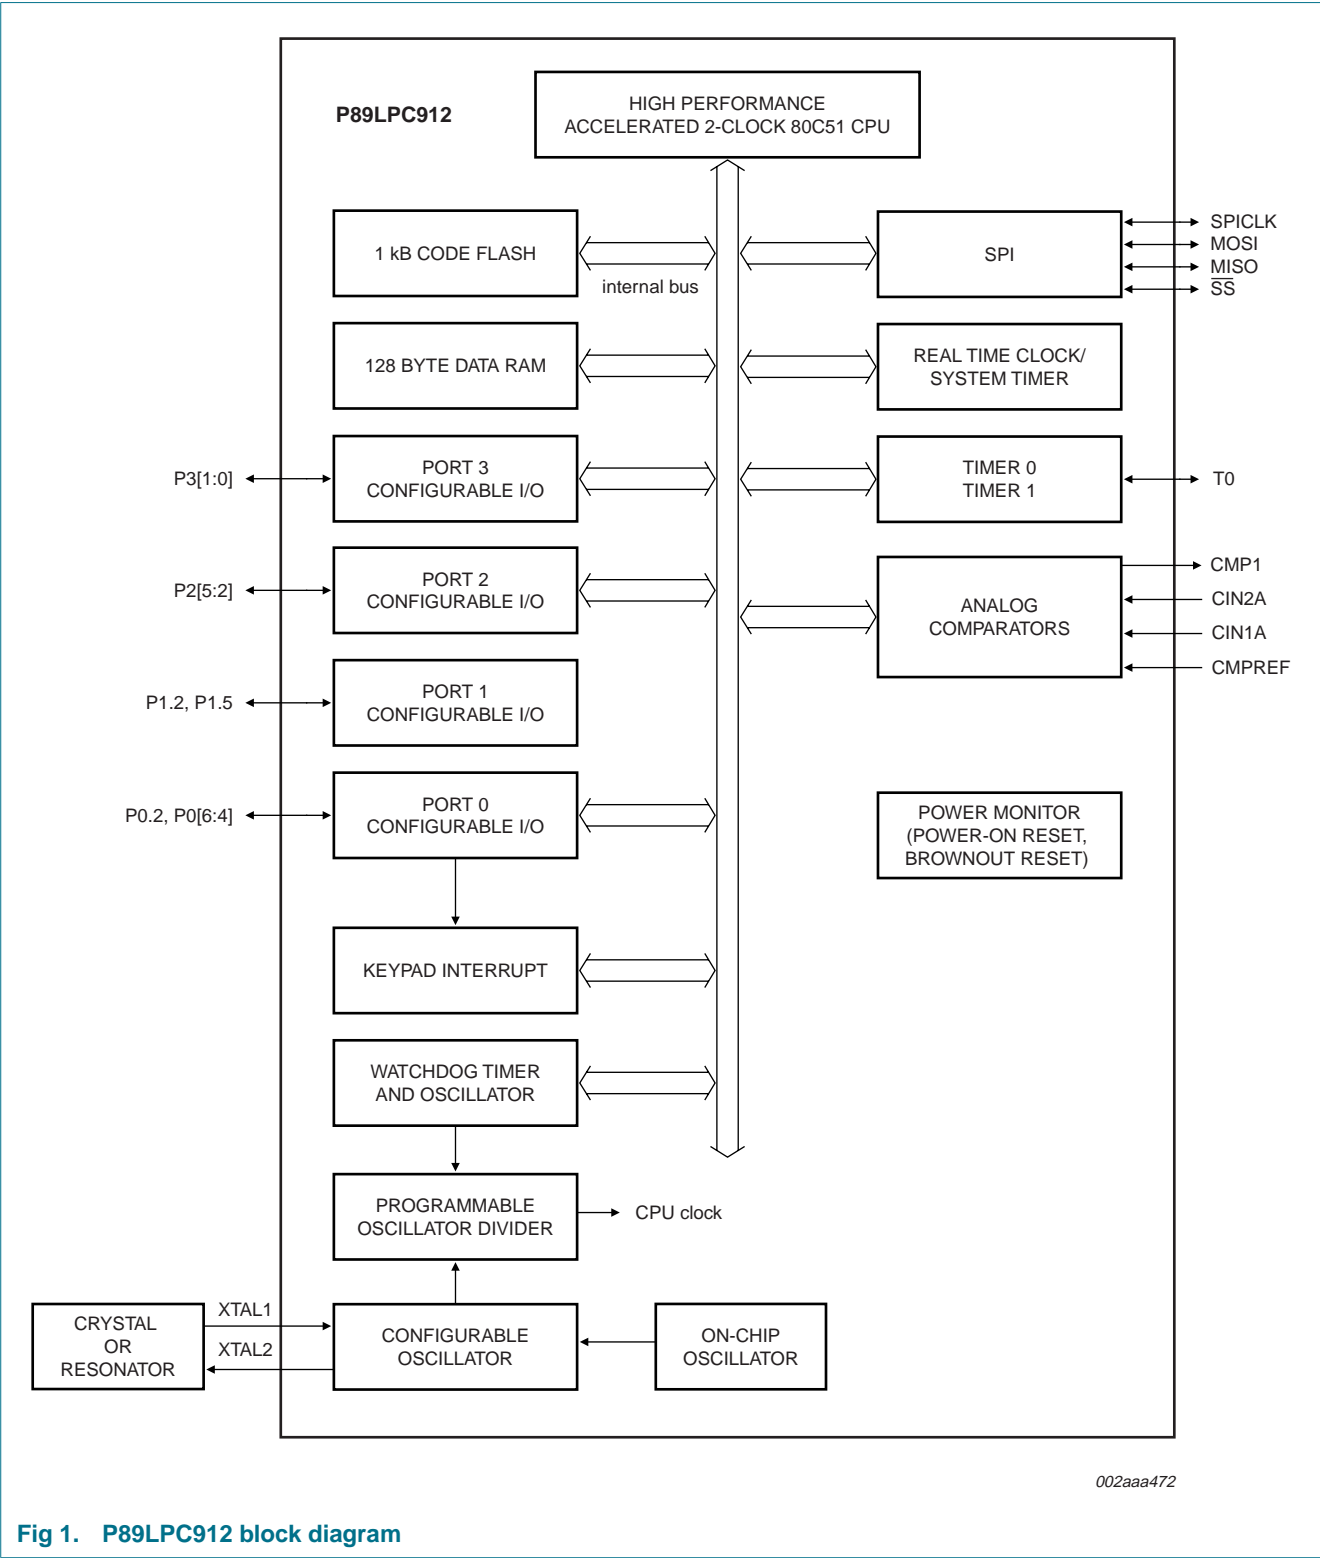 P89LPC912
HIGH PERFORMANCE
ACCELERATED 2-CLOCK 80C51 CPU
1 kB CODE FLASH
internal bus
SPI
SPICLK
MOSI
MISO
SS
128 BYTE DATA RAM
REAL TIME CLOCK/
SYSTEM TIMER
P3[1:0]
PORT 3
CONFIGURABLE I/O
TIMER 0
TIMER 1
T0
P2[5:2]
PORT 2
CONFIGURABLE I/O
ANALOG
COMPARATORS
CMP1
CIN2A
CIN1A
CMPREF
P1.2, P1.5
PORT 1
CONFIGURABLE I/O
P0.2, P0[6:4]
PORT 0
CONFIGURABLE I/O
POWER MONITOR
(POWER-ON RESET,
BROWNOUT RESET)
KEYPAD INTERRUPT
WATCHDOG TIMER
AND OSCILLATOR
PROGRAMMABLE
OSCILLATOR DIVIDER
CPU clock
CRYSTAL
OR
RESONATOR
XTAL1
XTAL2
CONFIGURABLE
OSCILLATOR
ON-CHIP
OSCILLATOR
002aaa472
Fig 1. P89LPC912 block diagram